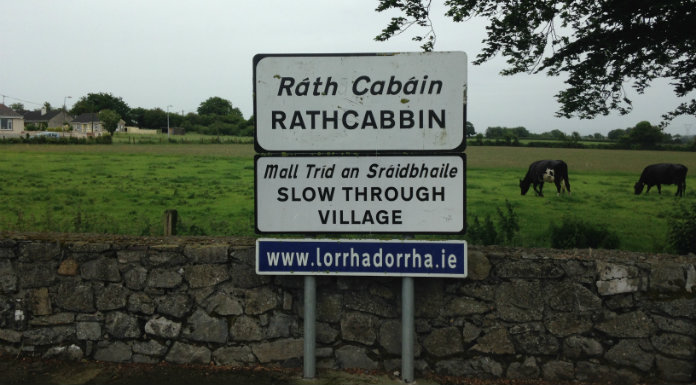 Ráth Cabáin
RATHCABBIN
Mall Tríd an Sráidbhaile
SLOW THROUGH
VILLAGE
www.lorrhadorrha.ie